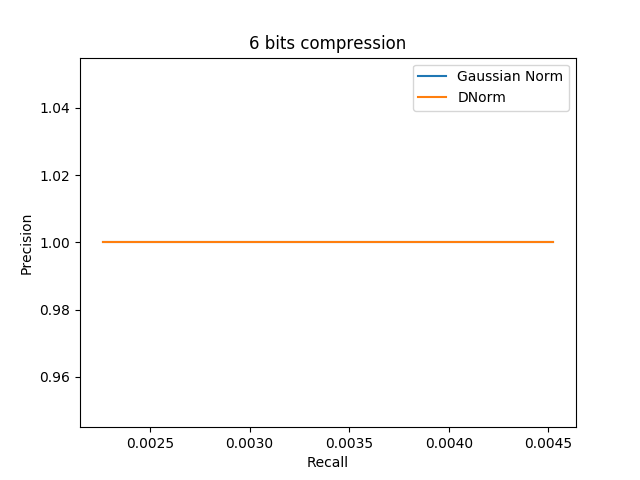 6 bits compression
Gaussian Norm
DNorm
1.04
1.02
1.00
0.98
0.96
Precision
0.0025 0.0030 0.0035 0.0040 0.0045
Recall